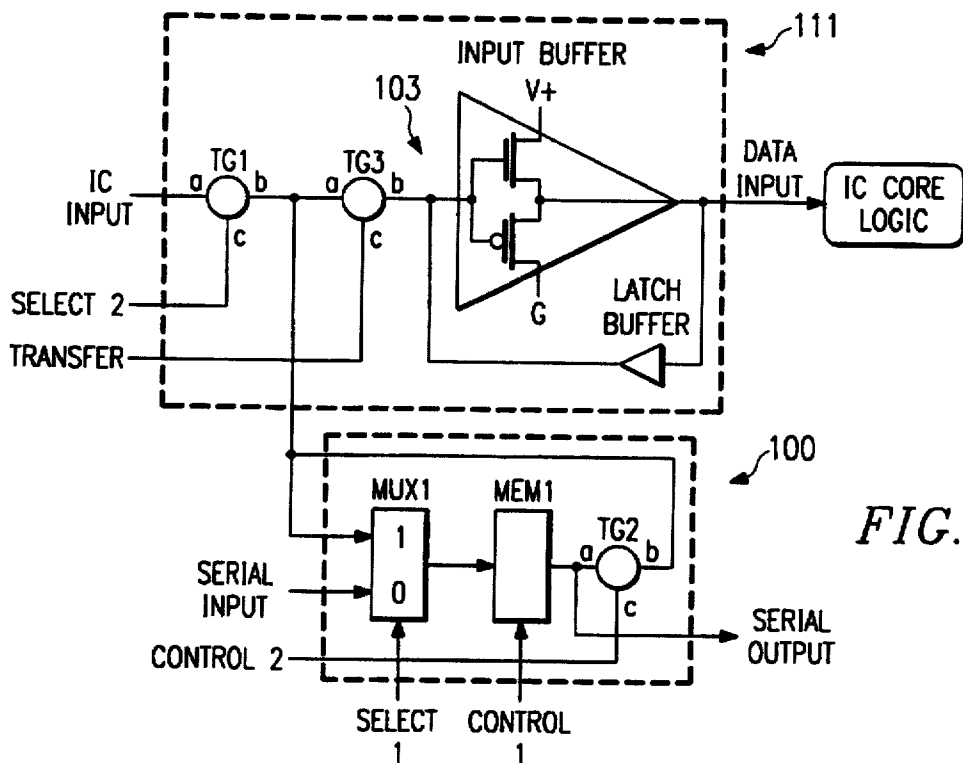 111
INPUT BUFFER
103
V+
TG1
TG3
DATA
INPUT
IC
INPUT
a
b
a
b
IC CORE
LOGIC
c
c
SELECT 2
G
LATCH
BUFFER
TRANSFER
100
MUX1
MEM1
FIG.
1
TG2
a
b
SERIAL
INPUT
0
c
SERIAL
OUTPUT
CONTROL 2
SELECT
1
CONTROL
1